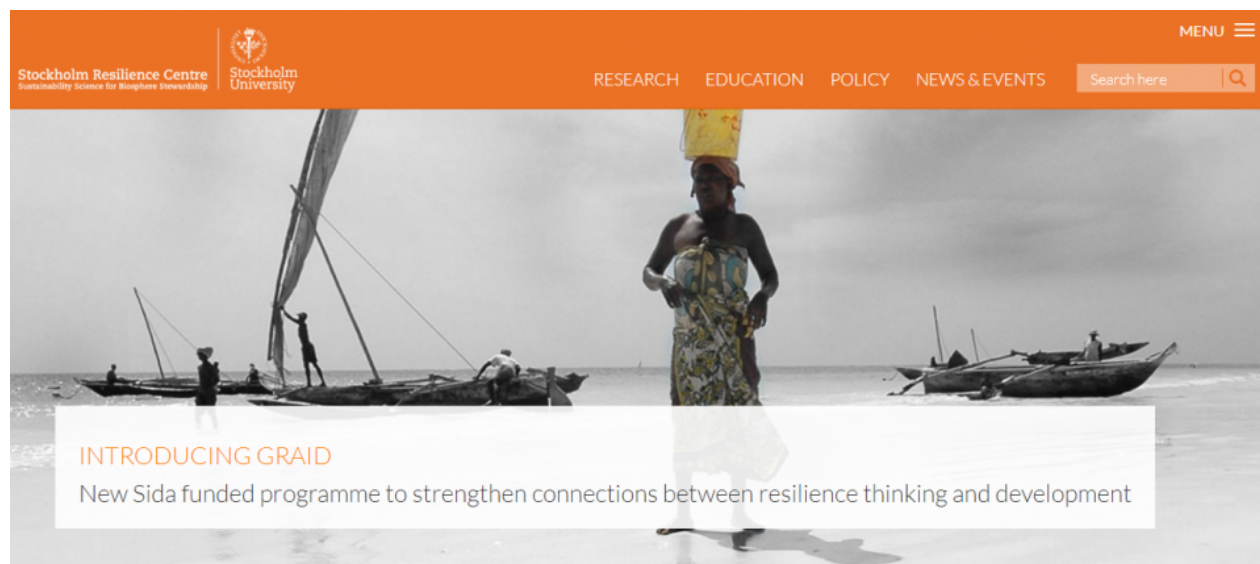 MENU
Stockholm Resilience Centre
Sustainability Science for Biosphere Stewardship
Stockholm
University
RESEARCH EDUCATION POLICY NEWS & EVENTS Search here
INTRODUCING GRAID
New Sida funded programme to strengthen connections between resilience thinking and development